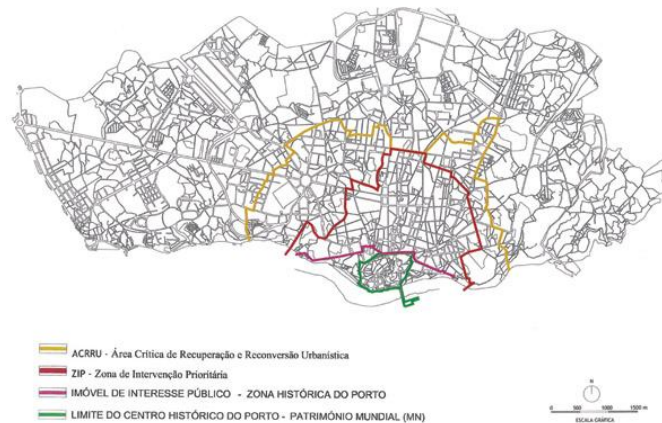 ACRRU - Área Crítica de Recuperação e Reconversão Urbanística
ZIP - Zona de Intervenção Prioritária
IMÓVEL DE INTERESSE PÚBLICO - ZONA HISTÓRICA DO PORTO
LIMITE DO CENTRO HISTÓRICO DO PORTO - PATRIMÓNIO MUNDIAL (MN)
N
0 500 1000 1500 m
ESCALA GRÁFICA